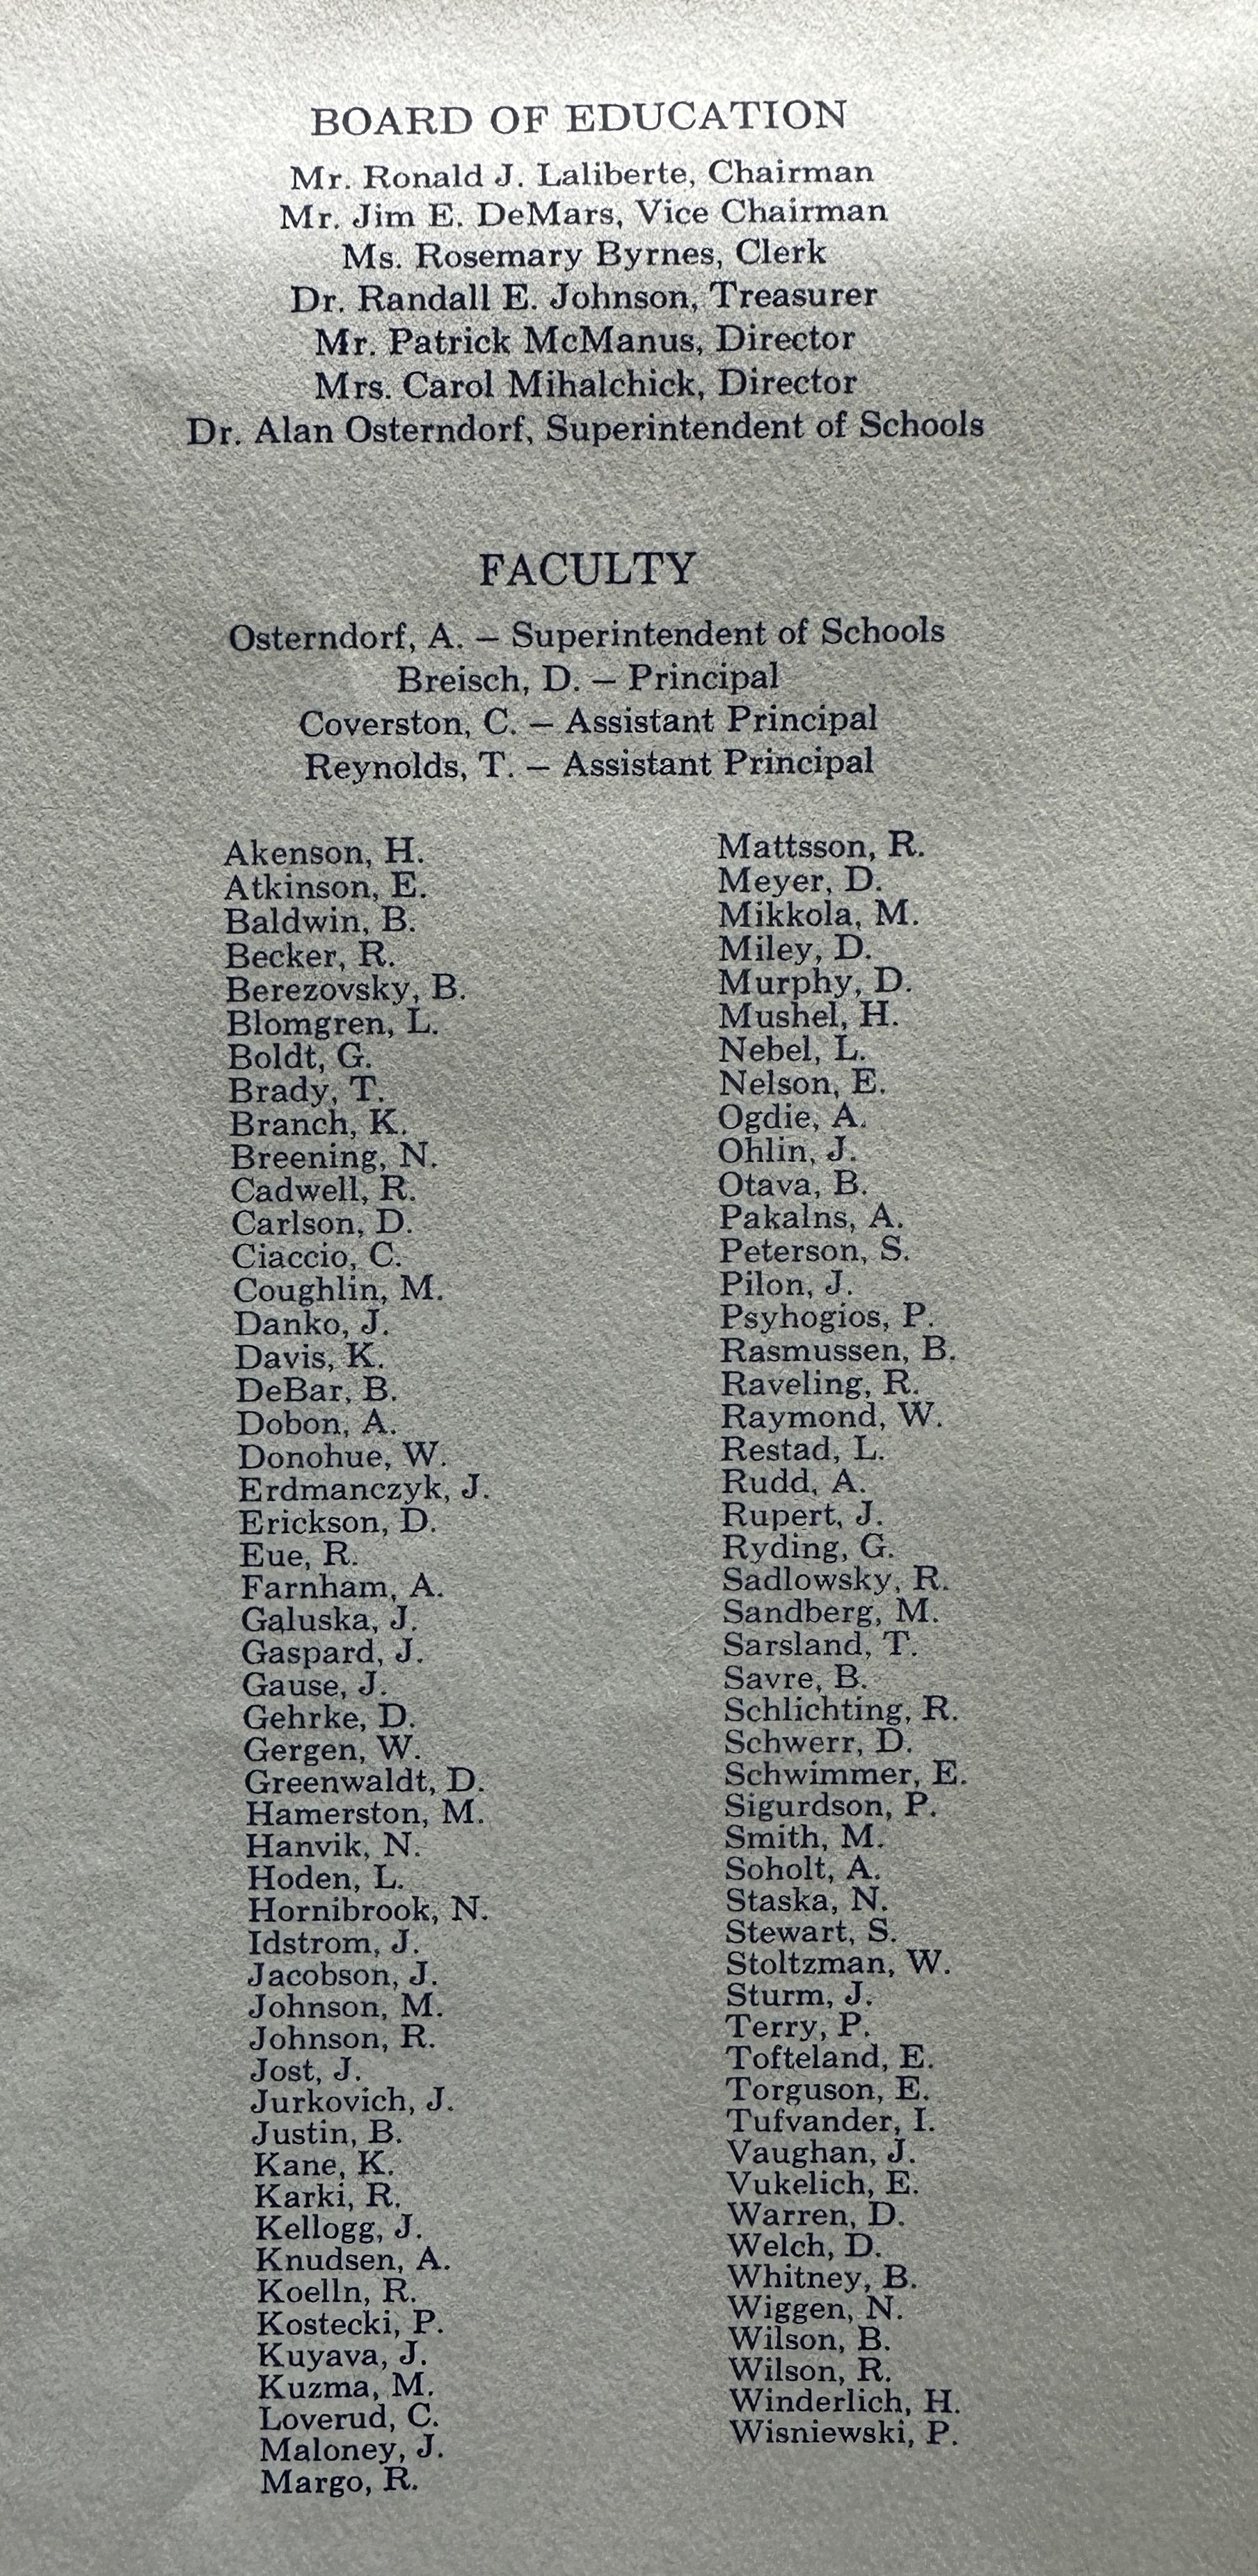 BOARD OF EDUCATION
Mr. Ronald J. Laliberte, Chairman
Mr. Jim E. DeMars, Vice Chairman
Ms. Rosemary Byrnes, Clerk
Dr. Randall E. Johnson, Treasurer
Mr. Patrick McManus, Director
Mrs. Carol Mihalchick, Director
Dr. Alan Osterndorf, Superintendent of Schools
FACULTY
Osterndorf, A. – Superintendent of Schools
Breisch, D. – Principal
Coverston, C. – Assistant Principal
Reynolds, T. – Assistant Principal
Akenson, H.
Atkinson, E.
Baldwin, B.
Becker, R.
Berezovsky, B.
Blomgren, L.
Boldt, G.
Brady, T.
Branch, K.
Breening, N.
Cadwell, R.
Carlson, D.
Ciaccio, C.
Coughlin, M.
Danko, J.
Davis, K.
DeBar, B.
Dobon, A.
Donohue, W.
Erdmanczyk, J.
Erickson, D.
Eue, R.
Farnham, A.
Galuska, J.
Gaspard, J.
Gause, J.
Gehrke, D.
Gergen, W.
Greenwaldt, D.
Hamerston, M.
Hanvik, N.
Hoden, L.
Hornibrook, N.
Idstrom, J.
Jacobson, J.
Johnson, M.
Johnson, R.
Jost, J.
Jurkovich, J.
Justin, B.
Kane, K.
Karki, R.
Kellogg, J.
Knudsen, A.
Koelln, R.
Kostecki, P.
Kuyava, J.
Kuzma, M.
Loverud, C.
Maloney, J.
Margo, R.
Mattsson, R.
Meyer, D.
Mikkola, M.
Miley, D.
Murphy, D.
Mushel, H.
Nebel, L.
Nelson, E.
Ogdie, A.
Ohlin, J.
Otava, B.
Pakalns, A.
Peterson, S.
Pilon, J.
Psyhogios, P.
Rasmussen, B.
Raveling, R.
Raymond, W.
Restad, L.
Rudd, A.
Rupert, J.
Ryding, G.
Sadlowsky, R.
Sandberg, M.
Sarsland, T.
Savre, B.
Schlichting, R.
Schwerr, D.
Schwimmer, E.
Sigurdson, P.
Smith, M.
Soholt, A.
Staska, N.
Stewart, S.
Stoltzman, W.
Sturm, J.
Terry, P.
Tofteland, E.
Torguson, E.
Tufvander, I.
Vaughan, J.
Vukelich, E.
Warren, D.
Welch, D.
Whitney, B.
Wiggen, N.
Wilson, B.
Wilson, R.
Winderlich, H.
Wisniewski, P.